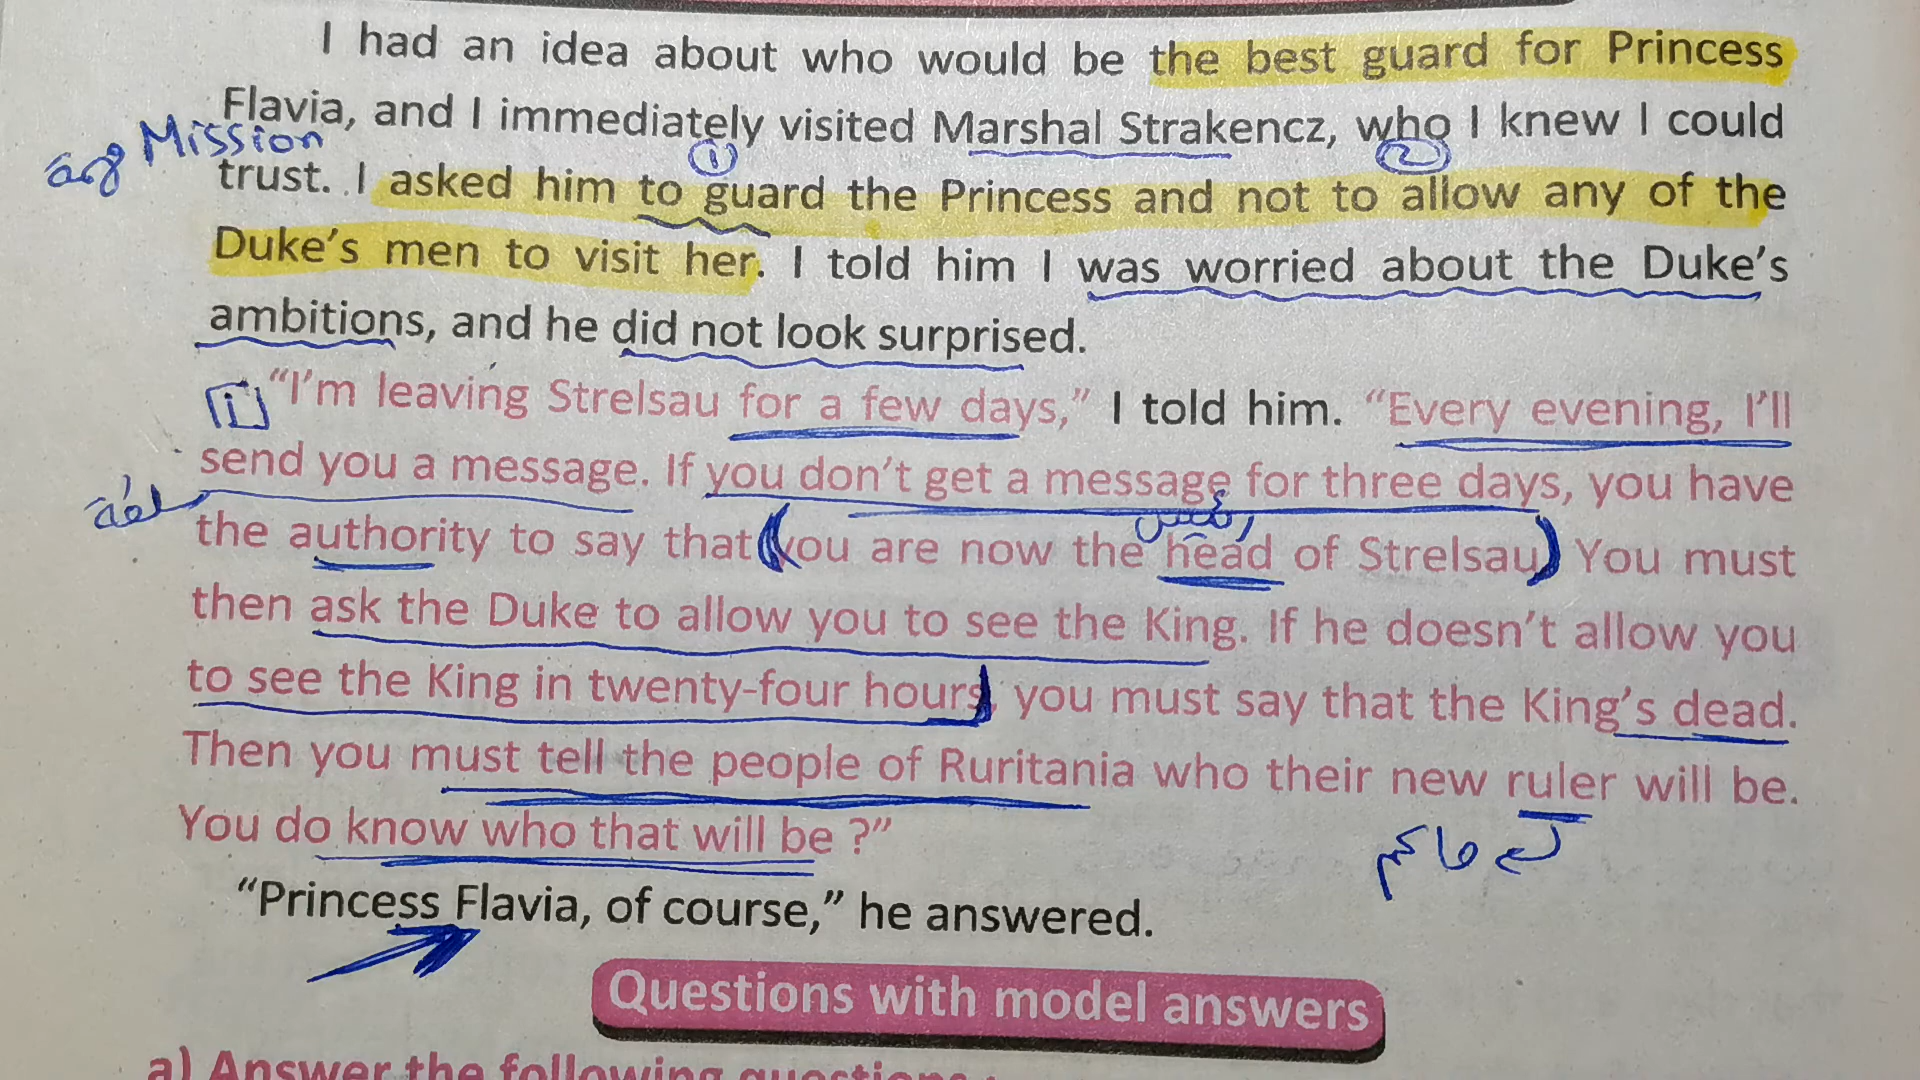 I had an idea about who would be the best guard for Princess
Flavia, and I immediately visited Marshal Strakencz, who I knew I could
Mission
① ②
trust. I asked him to guard the Princess and not to allow any of the
Duke’s men to visit her. I told him I was worried about the Duke’s
ambitions, and he did not look surprised.
“I’m leaving Strelsau for a few days,” I told him. “Every evening, I’ll
send you a message. If you don’t get a message for three days, you have
سلطة
رئيس
the authority to say that you are now the head of Strelsau. You must
then ask the Duke to allow you to see the King. If he doesn’t allow you
to see the King in twenty-four hours, you must say that the King’s dead.
Then you must tell the people of Ruritania who their new ruler will be.
You do know who that will be ?”
حاكم
“Princess Flavia, of course,” he answered.
Questions with model answers
a) Answer the following questions :